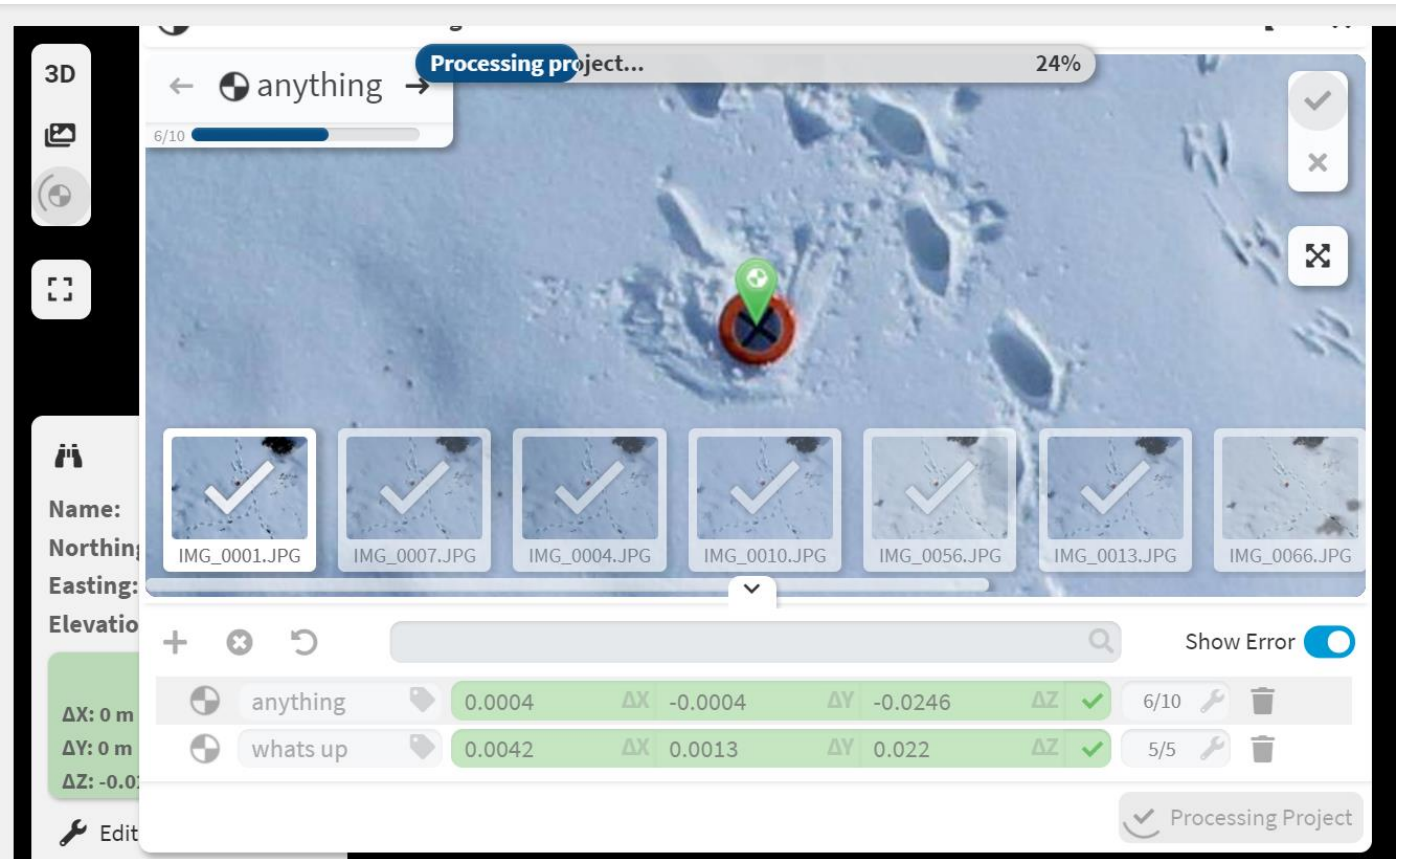 Processing project... 24%
3D
← anything →
6/10
IMG_0001.JPG IMG_0007.JPG IMG_0004.JPG IMG_0010.JPG IMG_0056.JPG IMG_0013.JPG IMG_0066.JPG
Name:
Northing
Easting:
Elevatio
Show Error
anything 0.0004 ΔX -0.0004 ΔY -0.0246 ΔZ 6/10
ΔX: 0 m
whats up 0.0042 ΔX 0.0013 ΔY 0.022 ΔZ 5/5
ΔY: 0 m
ΔZ: -0.0
Edit
Processing Project